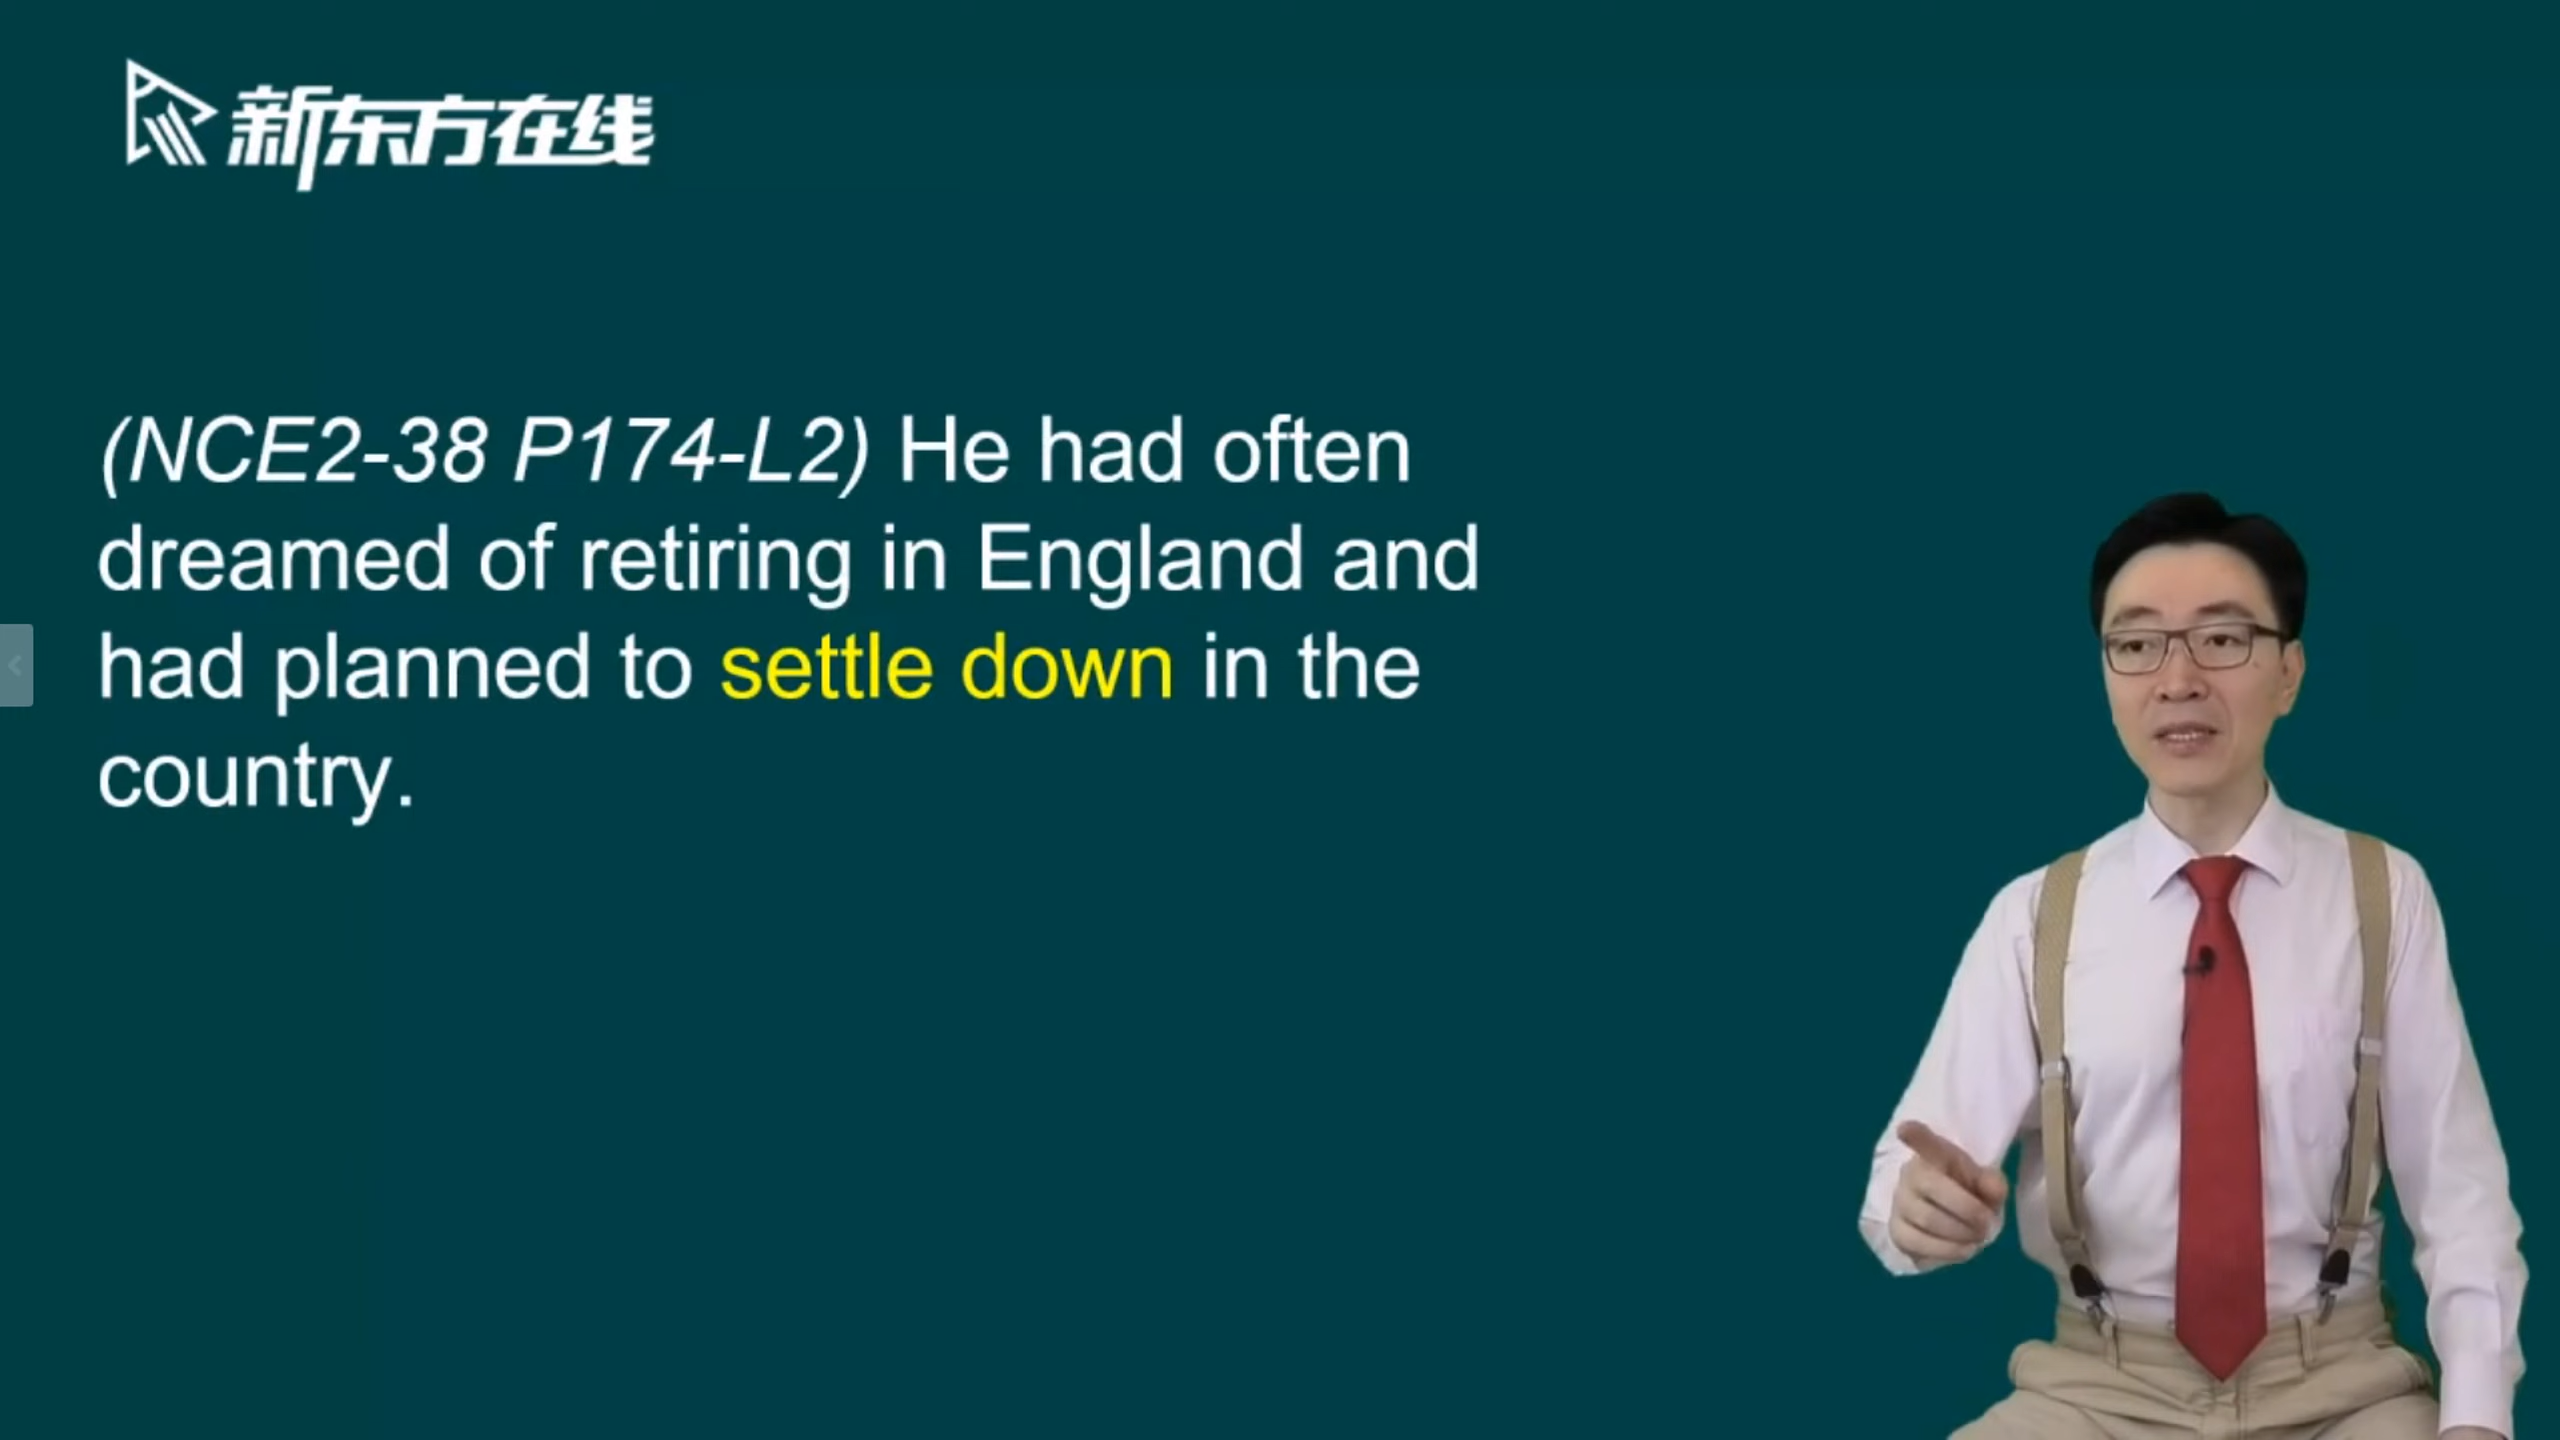 新东方在线
(NCE2-38 P174-L2) He had often
dreamed of retiring in England and
had planned to settle down in the
country.